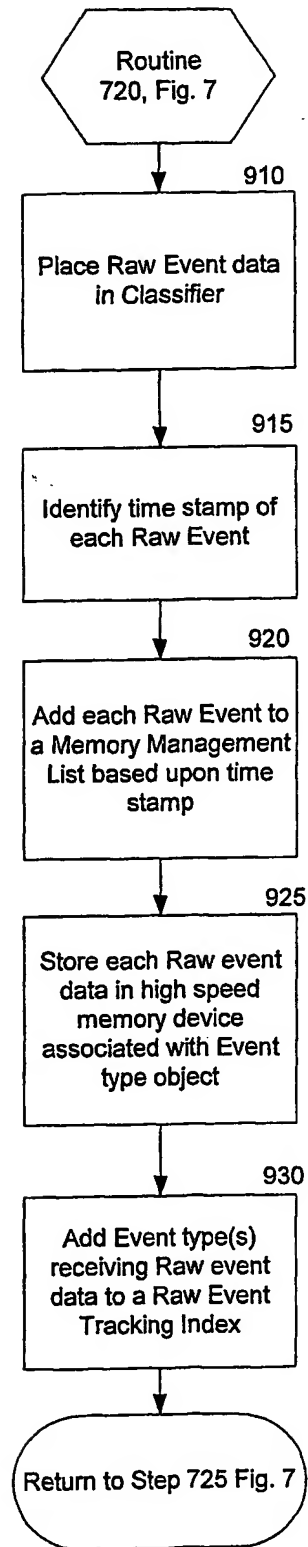 Routine
720, Fig. 7
910
Place Raw Event data
in Classifier
915
Identify time stamp of
each Raw Event
920
Add each Raw Event to
a Memory Management
List based upon time
stamp
925
Store each Raw event
data in high speed
memory device
associated with Event
type object
930
Add Event type(s)
receiving Raw event
data to a Raw Event
Tracking Index
Return to Step 725 Fig. 7